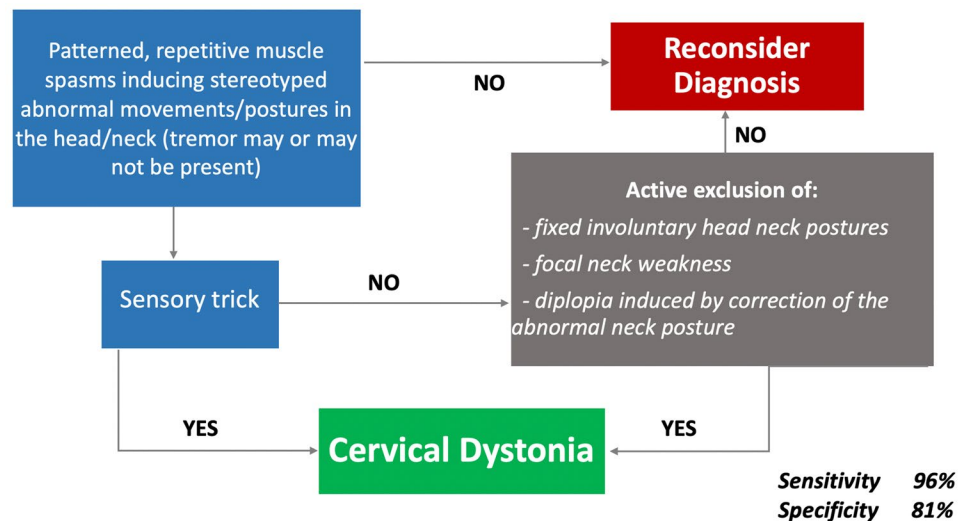 Patterned, repetitive muscle
spasms inducing stereotyped
abnormal movements/postures in
the head/neck (tremor may or may
not be present)
NO
Reconsider
Diagnosis
NO
Active exclusion of:
- fixed involuntary head neck postures
- focal neck weakness
- diplopia induced by correction of the
abnormal neck posture
Sensory trick
NO
YES
Cervical Dystonia
YES
Sensitivity 96%
Specificity 81%